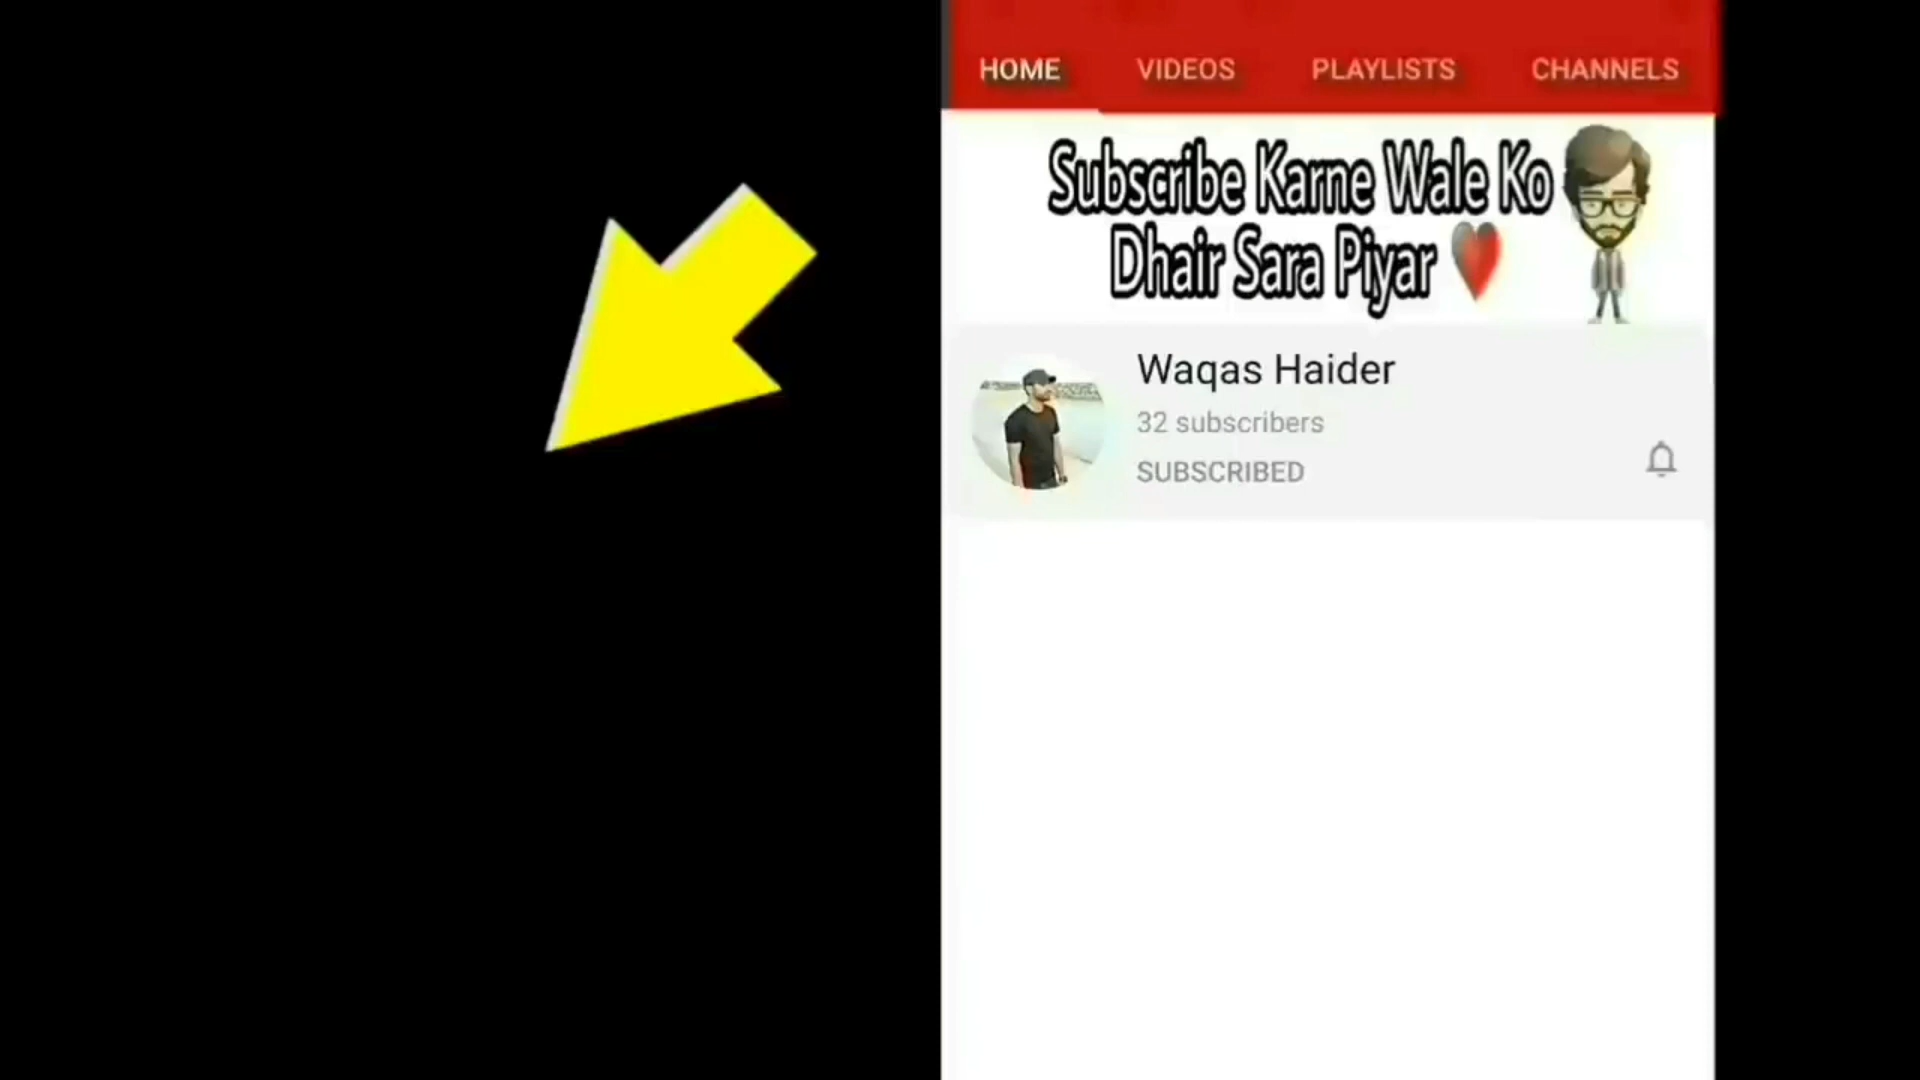 HOME VIDEOS PLAYLISTS CHANNELS
Subscribe Karne Wale Ko
Dhair Sara Piyar
Waqas Haider
32 subscribers
SUBSCRIBED